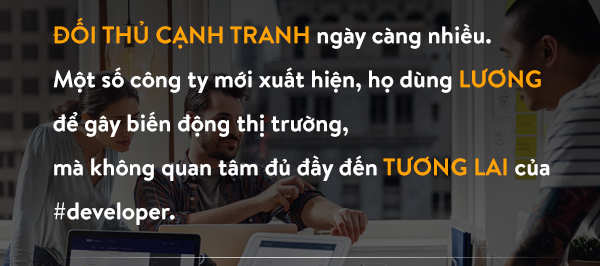 ĐỐI THỦ CẠNH TRANH ngày càng nhiều.
Một số công ty mới xuất hiện, họ dùng LƯƠNG
để gây biến động thị trường,
mà không quan tâm đủ đầy đến TƯƠNG LAI của
#developer.